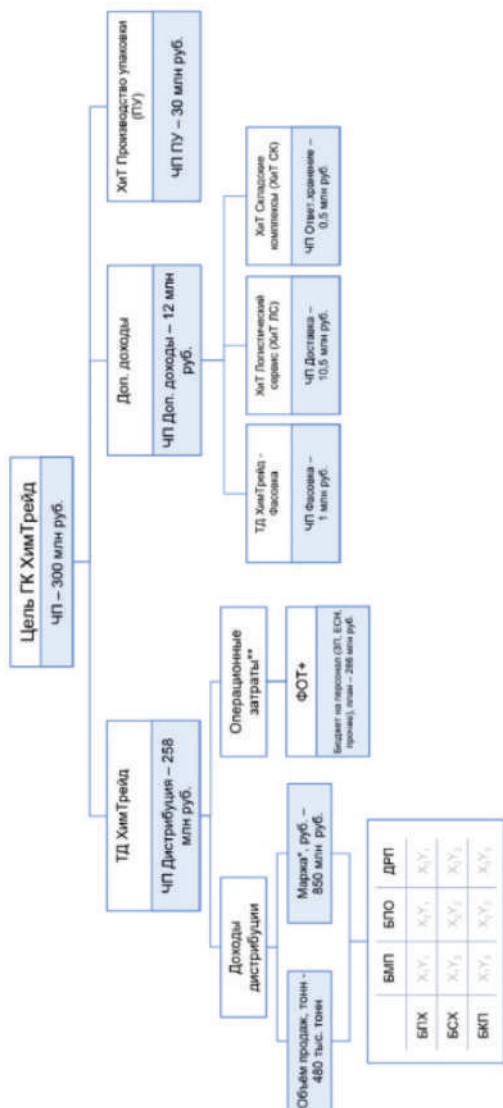 Цель ГК ХимТрейд
ЧП – 300 млн руб.
ТД ХимТрейд
ЧП Дистрибуция – 258
млн руб.
Доп. доходы
ЧП Доп. доходы – 12 млн
руб.
ХиТ Производство упаковки
(ПУ)
ЧП ПУ – 30 млн руб.
Доходы
дистрибуции
Операционные
затраты**
ТД ХимТрейд -
Фасовка
ЧП Фасовка –
1 млн руб.
ХиТ Логистический
сервис (ХиТ ЛС)
ЧП Доставка –
10,5 млн руб.
ХиТ Складские
комплексы (ХиТ СК)
ЧП Ответ.хранение –
0,5 млн руб.
Объём продаж, тонн -
480 тыс. тонн
Маржа*, руб. –
850 млн. руб.
ФОТ+
Бюджет на персонал (ЗП, ЕСН,
прочие), план – 286 млн руб.
БМП БПО ДРП
БПХ
БСХ
БКП